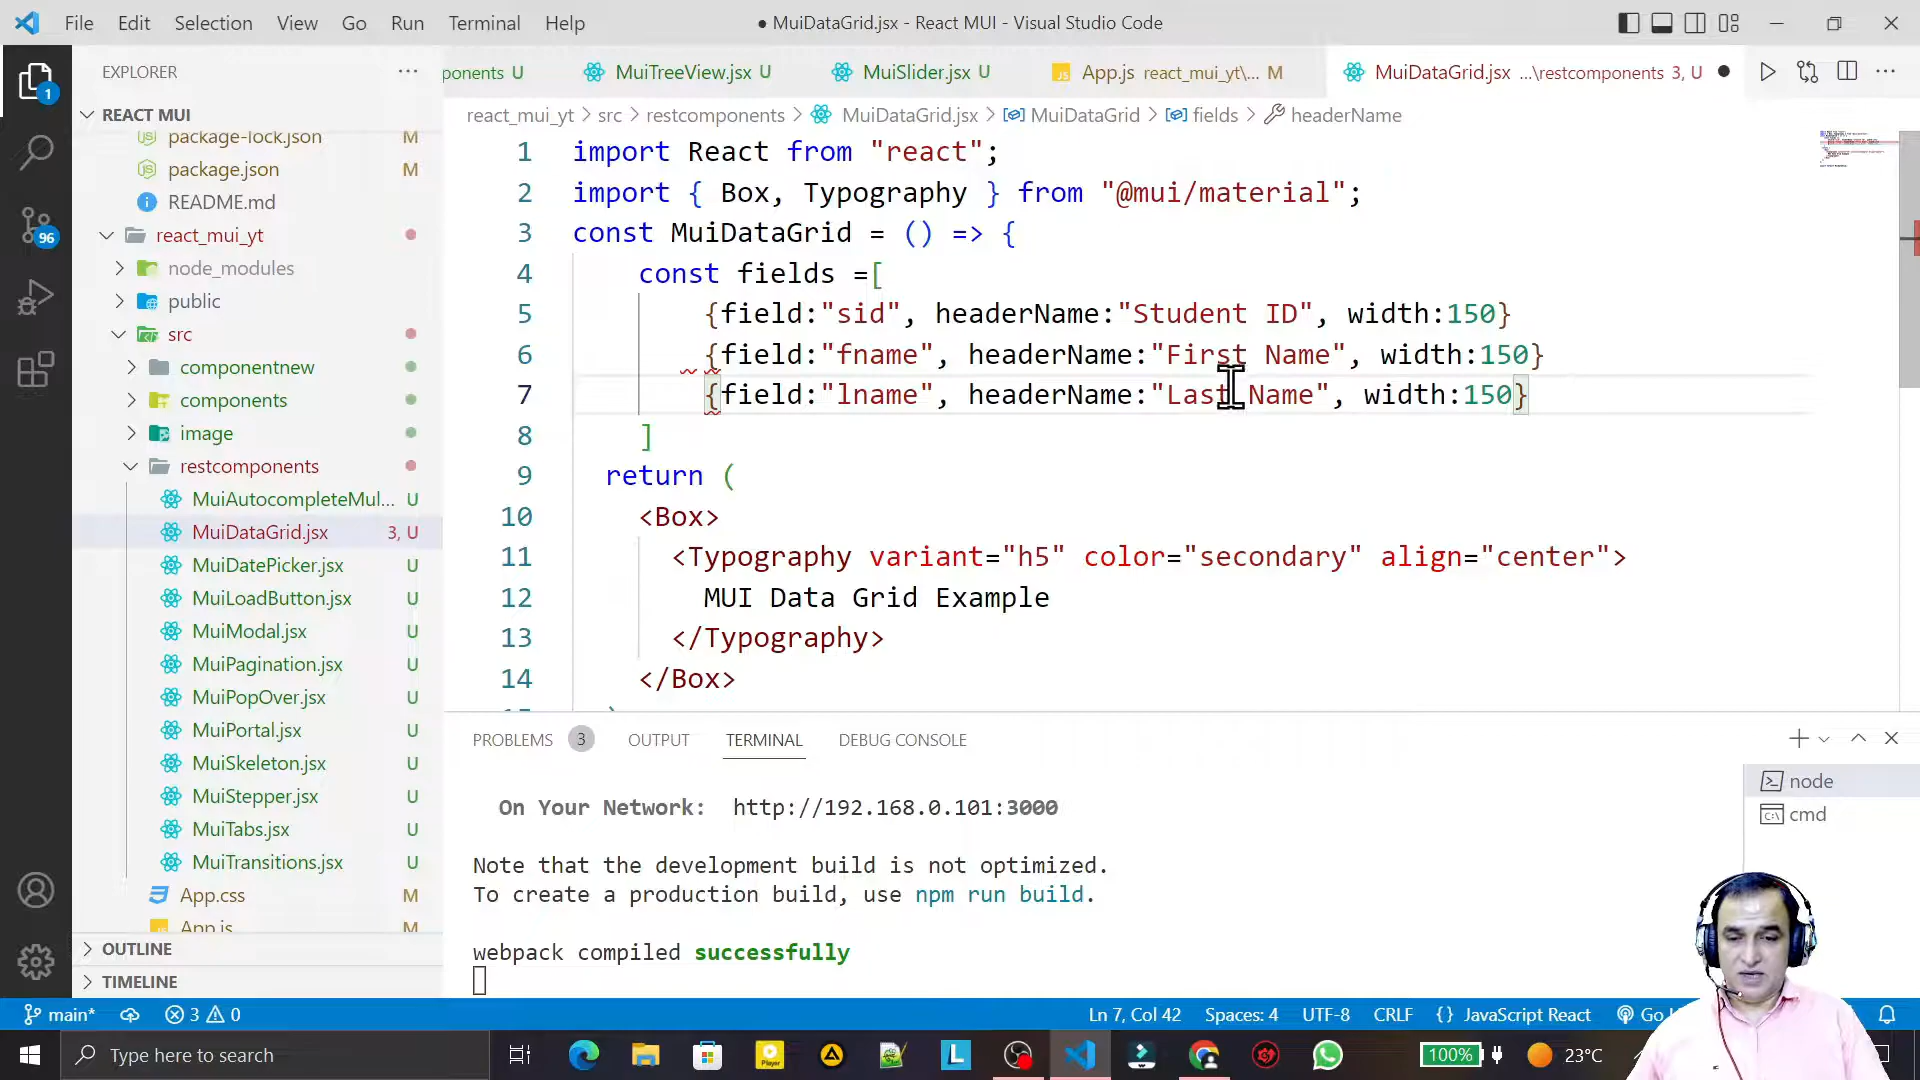 File Edit Selection View Go Run Terminal Help
● MuiDataGrid.jsx - React MUI - Visual Studio Code
EXPLORER
ponents U
MuiTreeView.jsx U
MuiSlider.jsx U
App.js react_mui_yt\... M
MuiDataGrid.jsx ...\restcomponents 3, U
react_mui_yt > src > restcomponents > MuiDataGrid.jsx > MuiDataGrid > fields > headerName
REACT MUI
package-lock.json M
package.json M
README.md
react_mui_yt
node_modules
public
src
componentnew
components
image
restcomponents
MuiAutocompleteMul... U
MuiDataGrid.jsx 3, U
MuiDatePicker.jsx U
MuiLoadButton.jsx U
MuiModal.jsx U
MuiPagination.jsx U
MuiPopOver.jsx U
MuiPortal.jsx U
MuiSkeleton.jsx U
MuiStepper.jsx U
MuiTabs.jsx U
MuiTransitions.jsx U
App.css M
App.js M
OUTLINE
TIMELINE
1
96
1 import React from "react";
2 import { Box, Typography } from "@mui/material";
3 const MuiDataGrid = () => {
4 const fields =[
5 {field:"sid", headerName:"Student ID", width:150}
6 {field:"fname", headerName:"First Name", width:150}
7 {field:"lname", headerName:"Last Name", width:150}
8 ]
9 return (
10 <Box>
11 <Typography variant="h5" color="secondary" align="center">
12 MUI Data Grid Example
13 </Typography>
14 </Box>
PROBLEMS 3 OUTPUT TERMINAL DEBUG CONSOLE
On Your Network: http://192.168.0.101:3000
Note that the development build is not optimized.
To create a production build, use npm run build.
webpack compiled successfully
node
cmd
main* 3 0
Ln 7, Col 42 Spaces: 4 UTF-8 CRLF {} JavaScript React Go
Type here to search
Player
L
100%
23°C